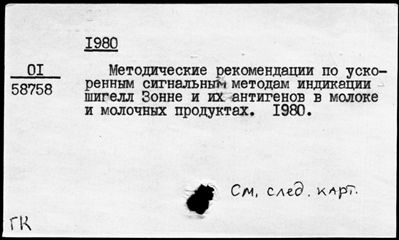 1980
01
58758
Методические рекомендации по уско-
ренным сигнальным методам индикации
шигелл Зонне и их антигенов в молоке
и молочных продуктах. 1980.
См. след. карт.
ГК